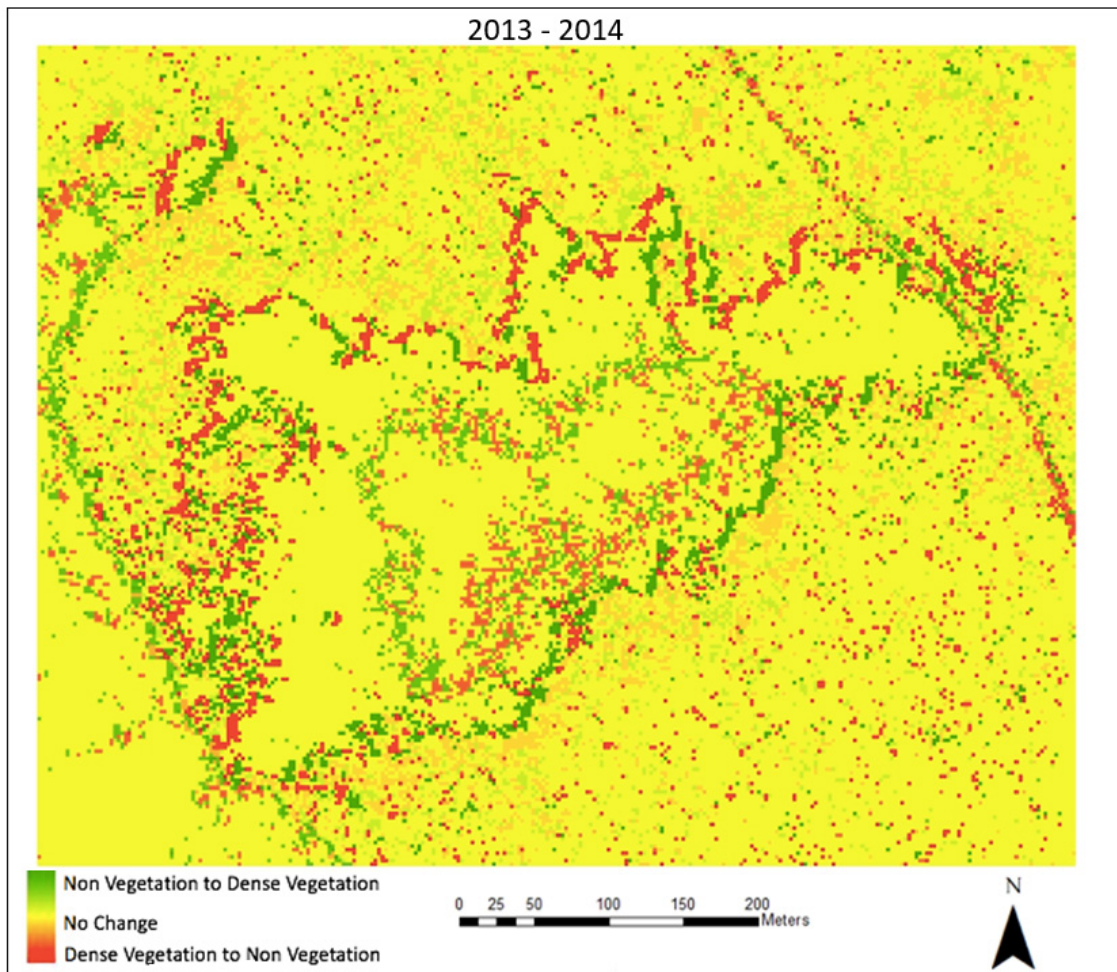 2013 - 2014
Non Vegetation to Dense Vegetation
No Change
Dense Vegetation to Non Vegetation
0 25 50 100 150 200
Meters
N